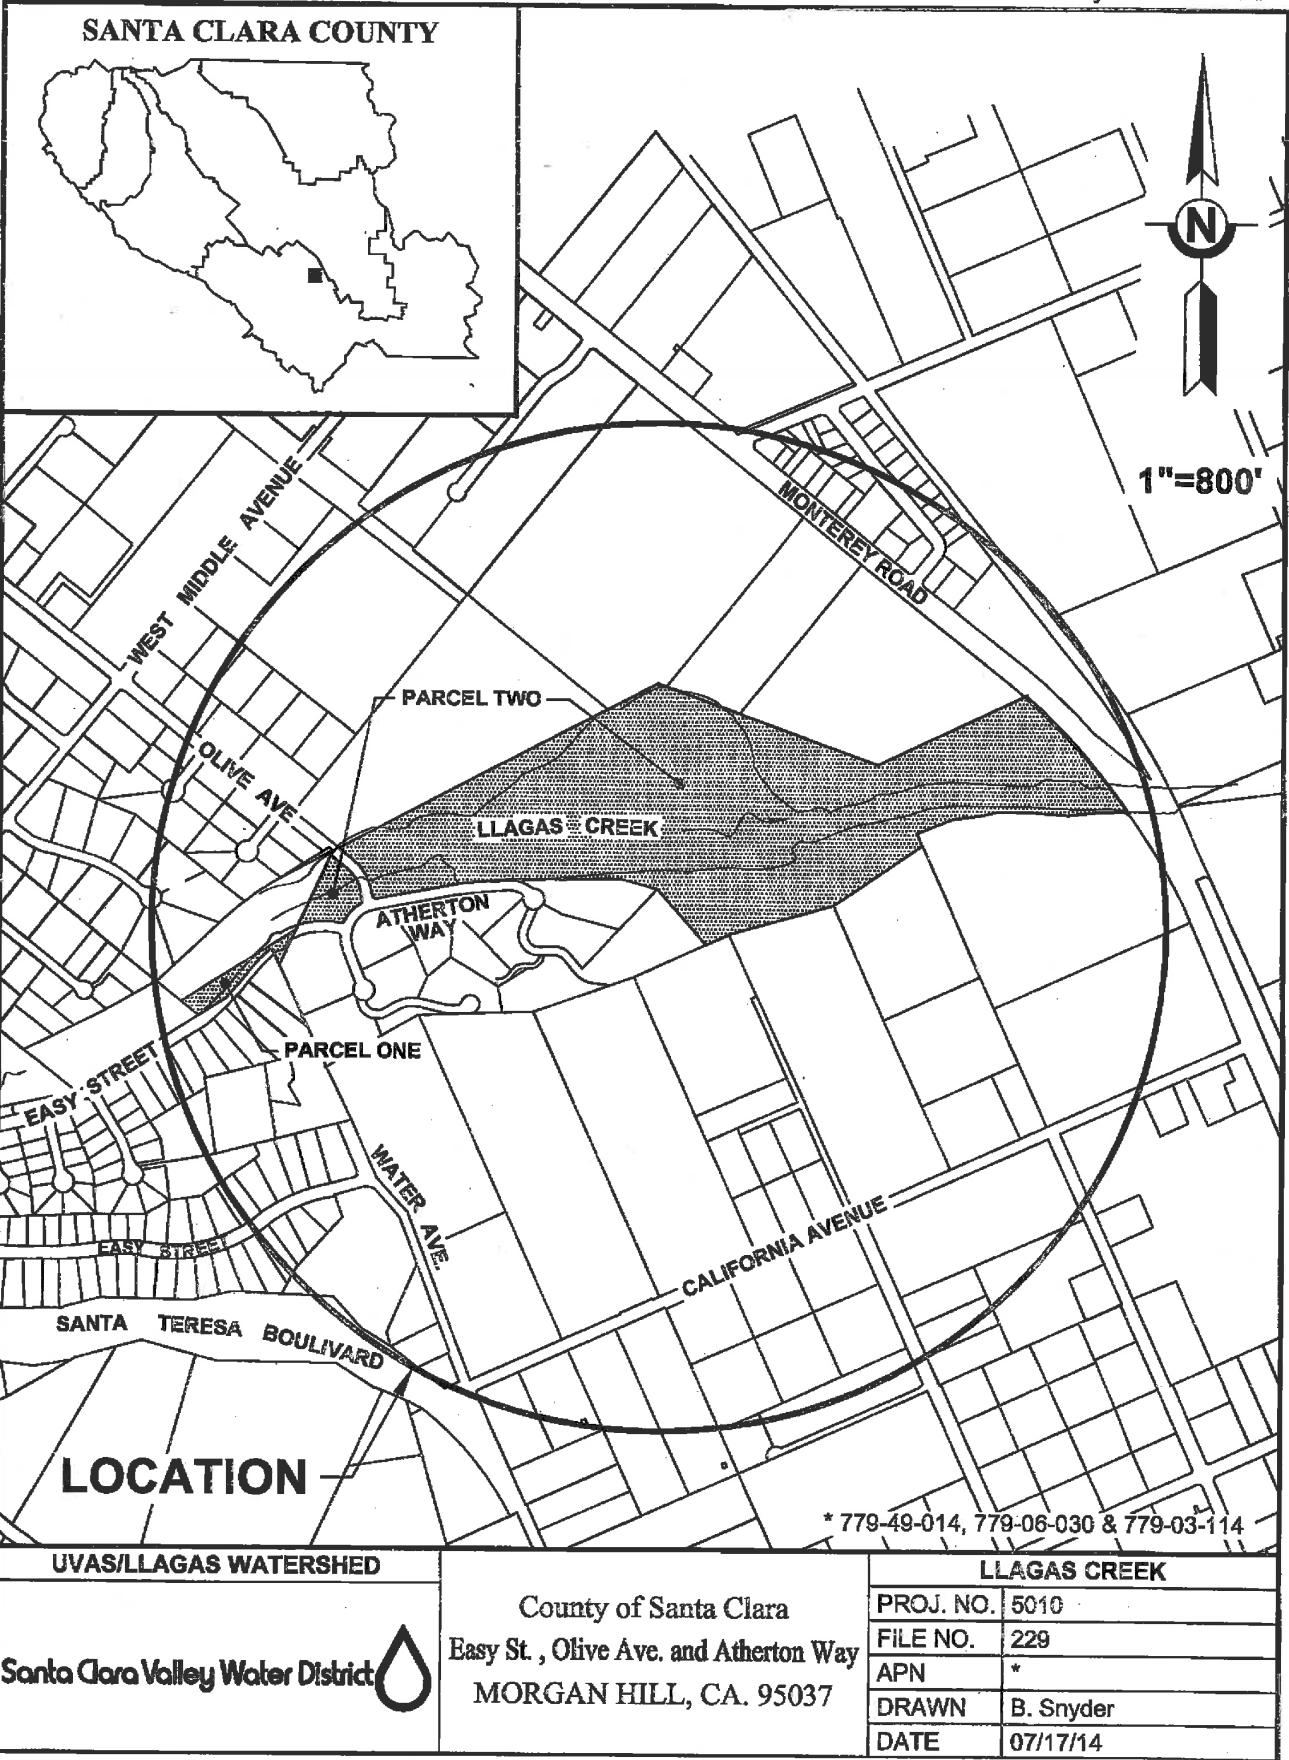 SANTA CLARA COUNTY
N
1"=800'
WEST MIDDLE AVENUE
MONTEREY ROAD
PARCEL TWO
OLIVE AVE
LLAGAS CREEK
ATHERTON
WAY
PARCEL ONE
EASY STREET
WATER AVE.
EASY STREET
CALIFORNIA AVENUE
SANTA TERESA BOULIVARD
LOCATION
* 779-49-014, 779-06-030 & 779-03-114
UVAS/LLAGAS WATERSHED
Santa Clara Valley Water District
County of Santa Clara
Easy St. , Olive Ave. and Atherton Way
MORGAN HILL, CA. 95037
LLAGAS CREEK
PROJ. NO. 5010
FILE NO. 229
APN *
DRAWN B. Snyder
DATE 07/17/14